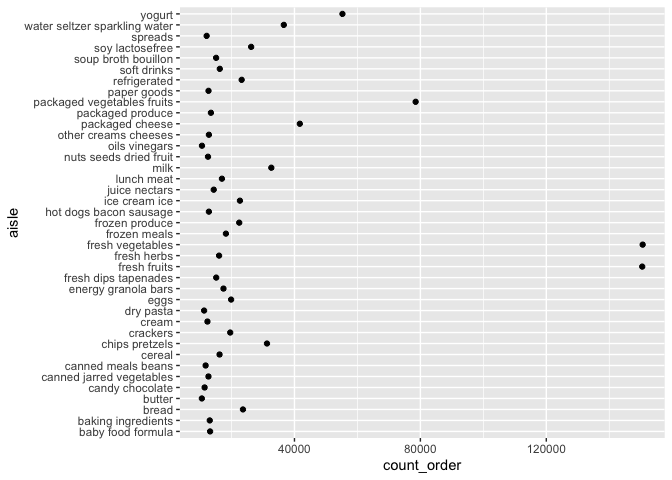 yogurt
water seltzer sparkling water
spreads
soy lactosefree
soup broth bouillon
soft drinks
refrigerated
paper goods
packaged vegetables fruits
packaged produce
packaged cheese
other creams cheeses
oils vinegars
nuts seeds dried fruit
milk
lunch meat
juice nectars
ice cream ice
hot dogs bacon sausage
frozen produce
frozen meals
fresh vegetables
fresh herbs
fresh fruits
fresh dips tapenades
energy granola bars
eggs
dry pasta
cream
crackers
chips pretzels
cereal
canned meals beans
canned jarred vegetables
candy chocolate
butter
bread
baking ingredients
baby food formula
aisle
40000 80000 120000
count_order